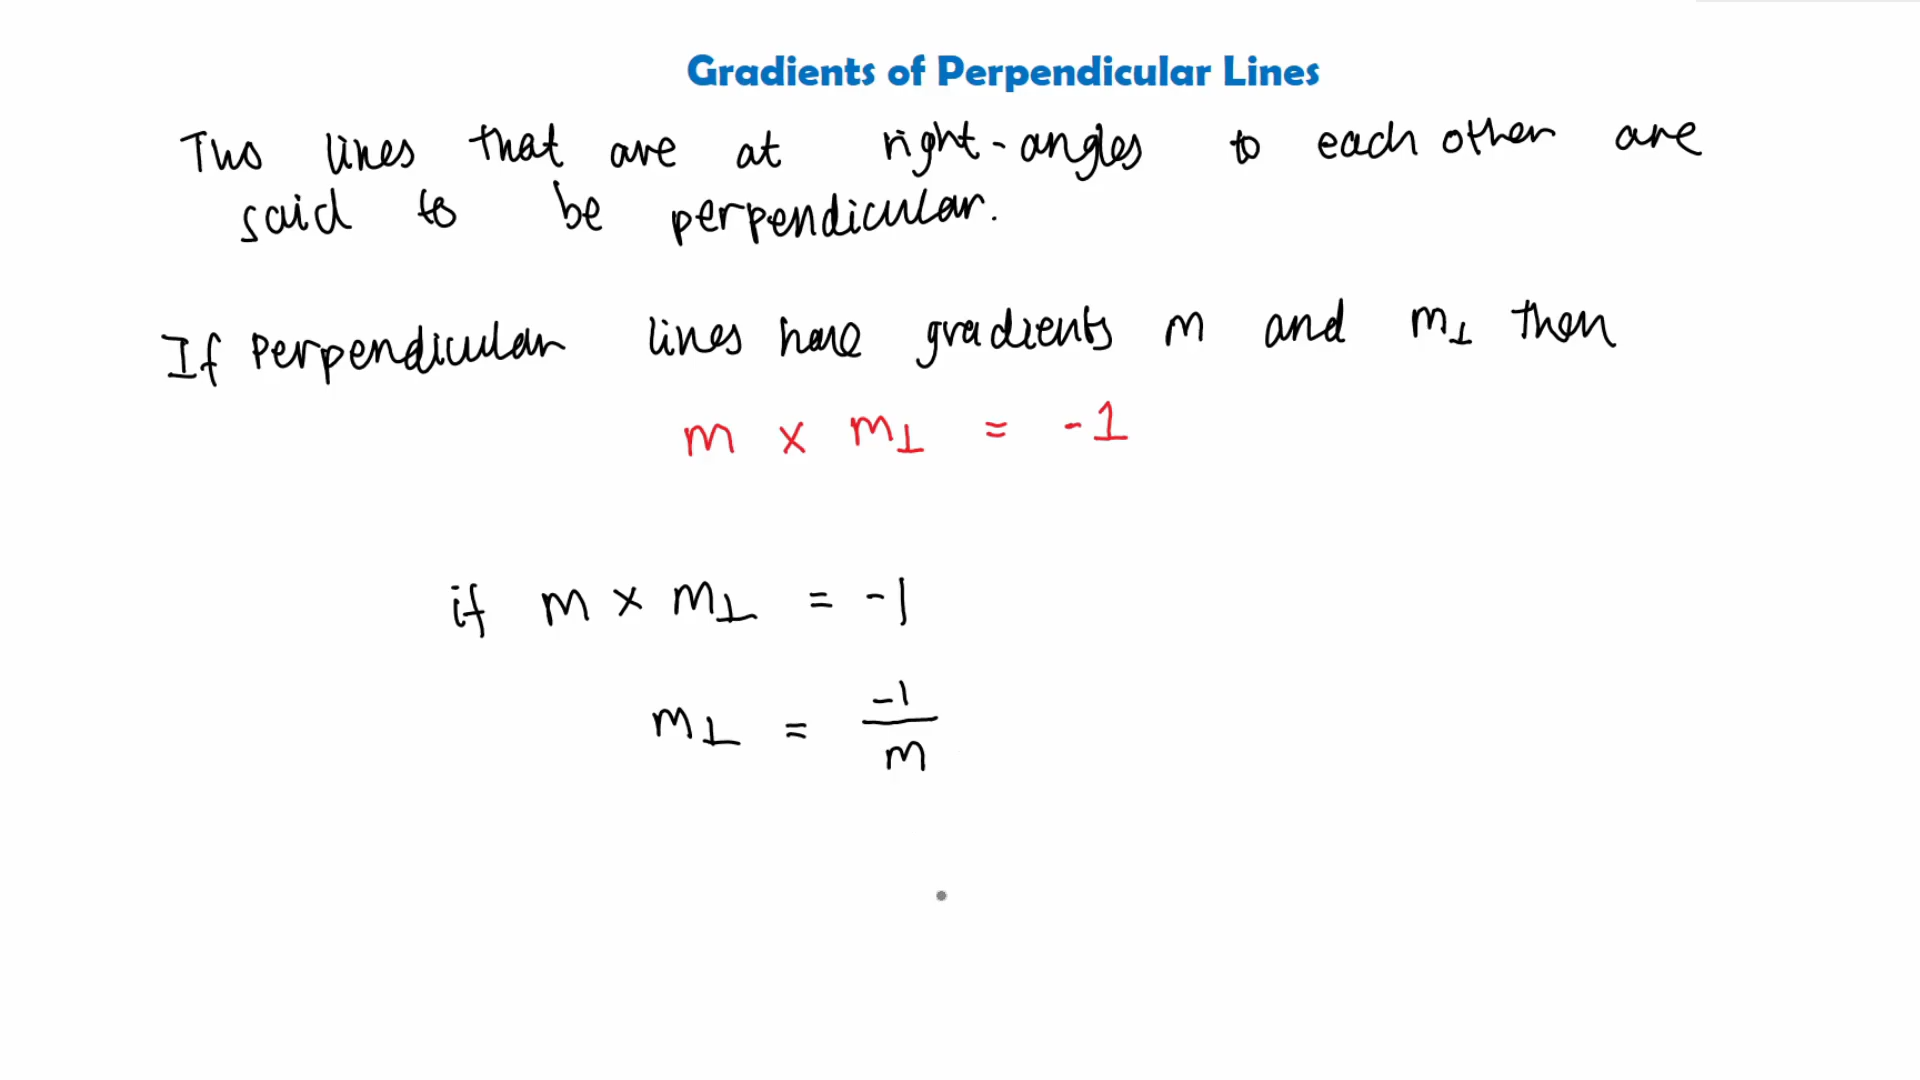 Gradients of Perpendicular Lines
Two lines that are at right-angles to each other are
said to be perpendicular.
If Perpendicular lines have gradients m and m⊥ then
m × m⊥ = -1
if m × m⊥ = -1
m⊥ = -1/m